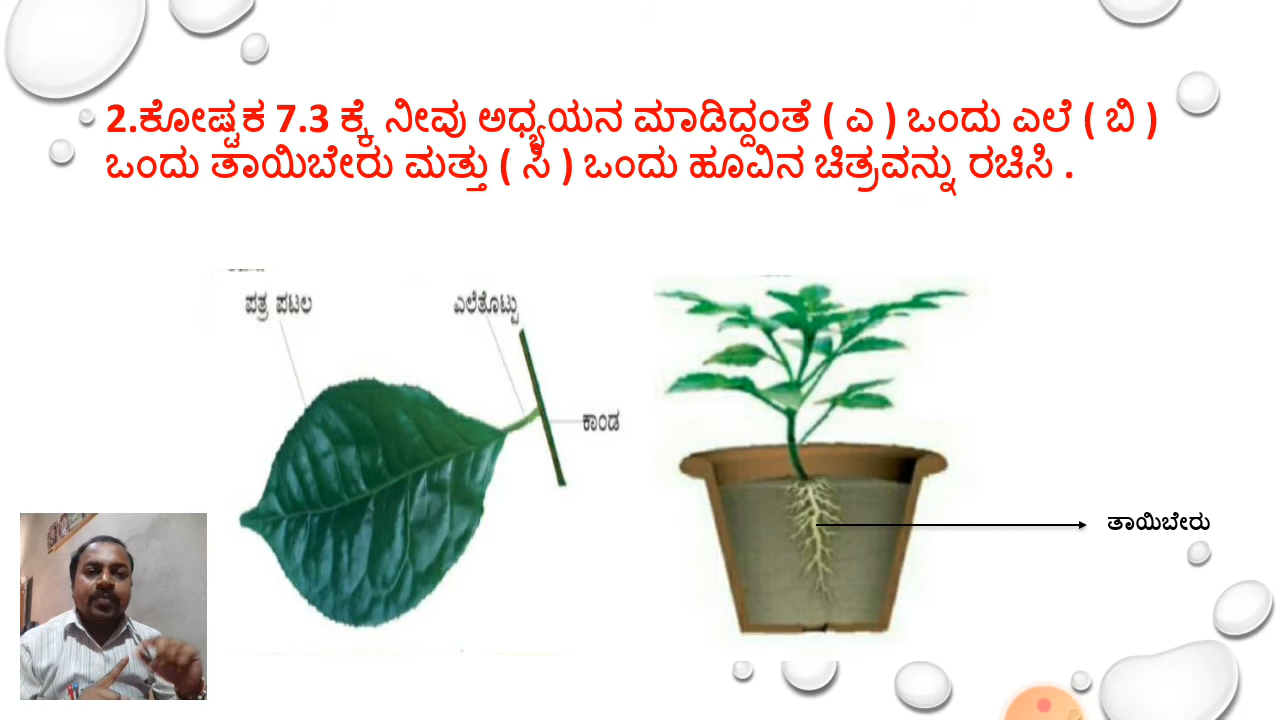 2.ಕೋಷ್ಟಕ 7.3 ಕ್ಕೆ ನೀವು ಅಧ್ಯಯನ ಮಾಡಿದ್ದಂತೆ ( ಎ ) ಒಂದು ಎಲೆ ( ಬಿ )
ಒಂದು ತಾಯಿಬೇರು ಮತ್ತು ( ಸಿ ) ಒಂದು ಹೂವಿನ ಚಿತ್ರವನ್ನು ರಚಿಸಿ .
ಪತ್ರ ಪಟಲ
ಎಲೆತೊಟ್ಟು
ಕಾಂಡ
ತಾಯಿಬೇರು